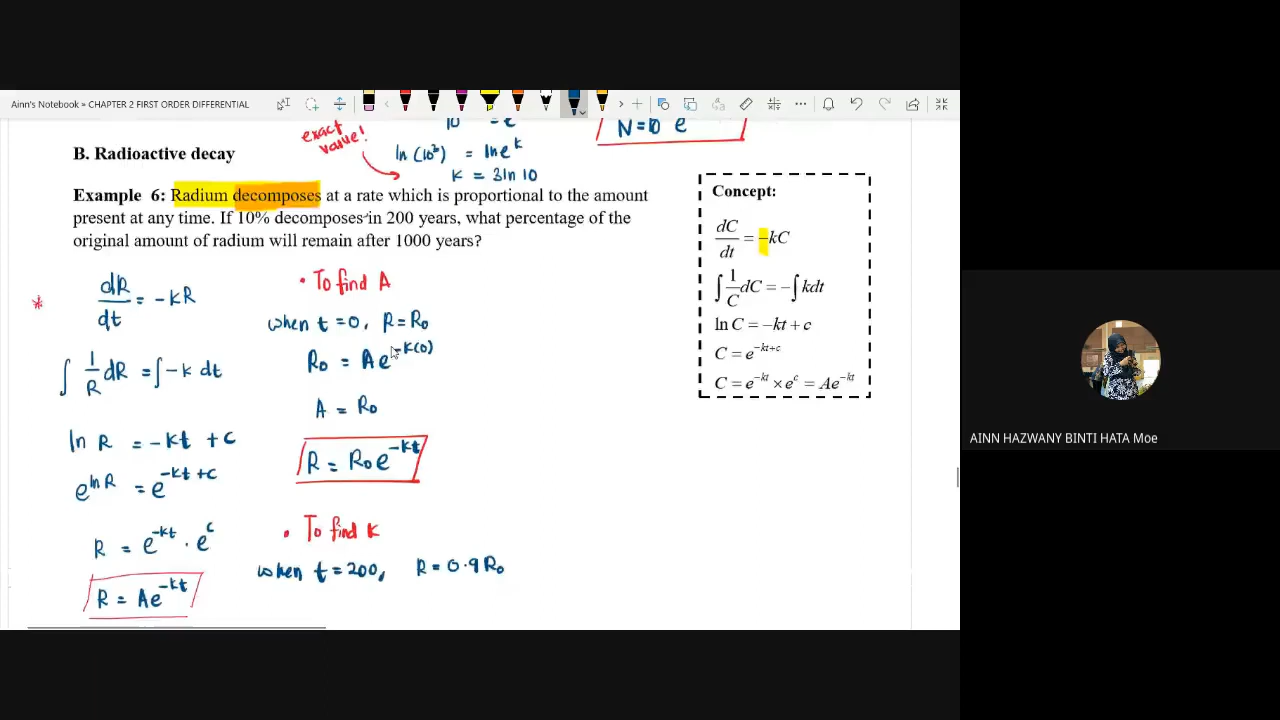 Ainn's Notebook » CHAPTER 2 FIRST ORDER DIFFERENTIAL
exact value!
10 = e
ln (10³) = ln e^k
k = 3 ln 10
N = 10 e
B. Radioactive decay
Example 6: Radium decomposes at a rate which is proportional to the amount
present at any time. If 10% decomposes in 200 years, what percentage of the
original amount of radium will remain after 1000 years?
* dR/dt = -kR
∫ 1/R dR = ∫ -k dt
ln R = -kt + c
e^(ln R) = e^(-kt + c)
R = e^(-kt) . e^c
R = Ae^(-kt)
• To find A
when t = 0, R = R₀
R₀ = Ae^(-k(0))
A = R₀
R = R₀e^(-kt)
• To find k
when t = 200, R = 0.9 R₀
Concept:
dC/dt = -kC
∫ 1/C dC = -∫ kdt
ln C = -kt + c
C = e^(-kt+c)
C = e^(-kt) × e^c = Ae^(-kt)
AINN HAZWANY BINTI HATA Moe